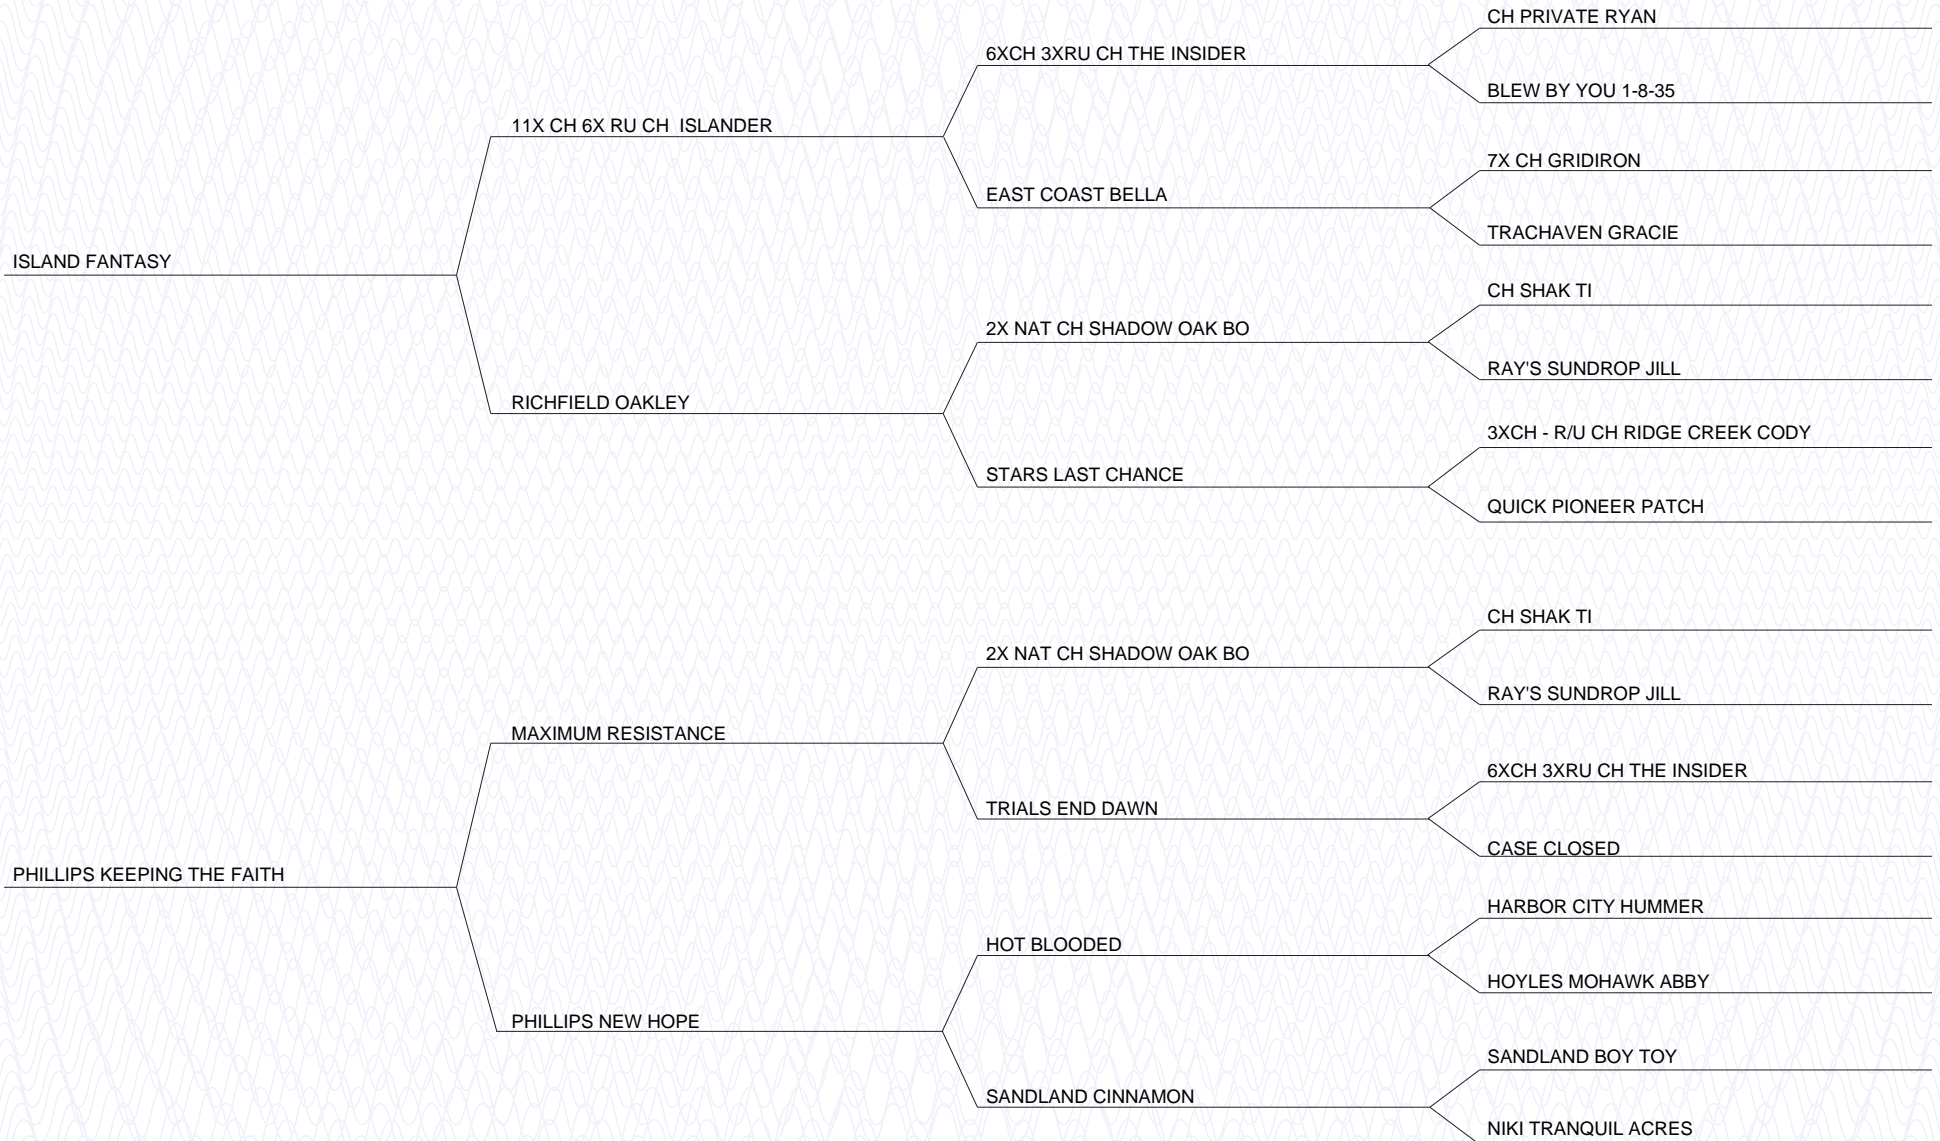 CH PRIVATE RYAN
6XCH 3XRU CH THE INSIDER
BLEW BY YOU 1-8-35
11X CH 6X RU CH  ISLANDER
7X CH GRIDIRON
EAST COAST BELLA
TRACHAVEN GRACIE
ISLAND FANTASY
CH SHAK TI
2X NAT CH SHADOW OAK BO
RAY'S SUNDROP JILL
RICHFIELD OAKLEY
3XCH - R/U CH RIDGE CREEK CODY
STARS LAST CHANCE
QUICK PIONEER PATCH
CH SHAK TI
2X NAT CH SHADOW OAK BO
RAY'S SUNDROP JILL
MAXIMUM RESISTANCE
6XCH 3XRU CH THE INSIDER
TRIALS END DAWN
CASE CLOSED
PHILLIPS KEEPING THE FAITH
HARBOR CITY HUMMER
HOT BLOODED
HOYLES MOHAWK ABBY
PHILLIPS NEW HOPE
SANDLAND BOY TOY
SANDLAND CINNAMON
NIKI TRANQUIL ACRES